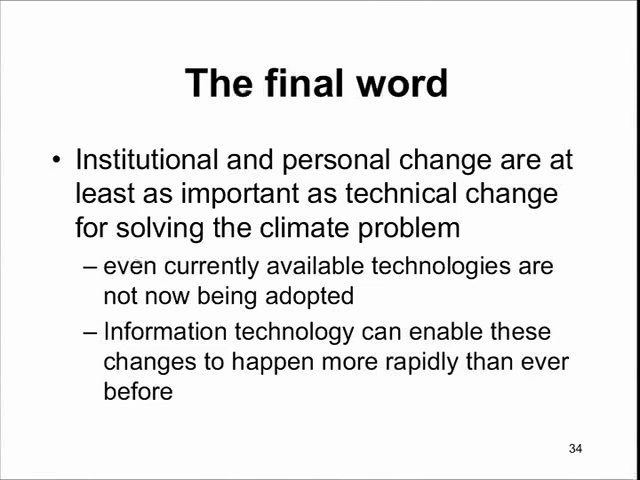 The final word
• Institutional and personal change are at
least as important as technical change
for solving the climate problem
– even currently available technologies are
not now being adopted
– Information technology can enable these
changes to happen more rapidly than ever
before
34